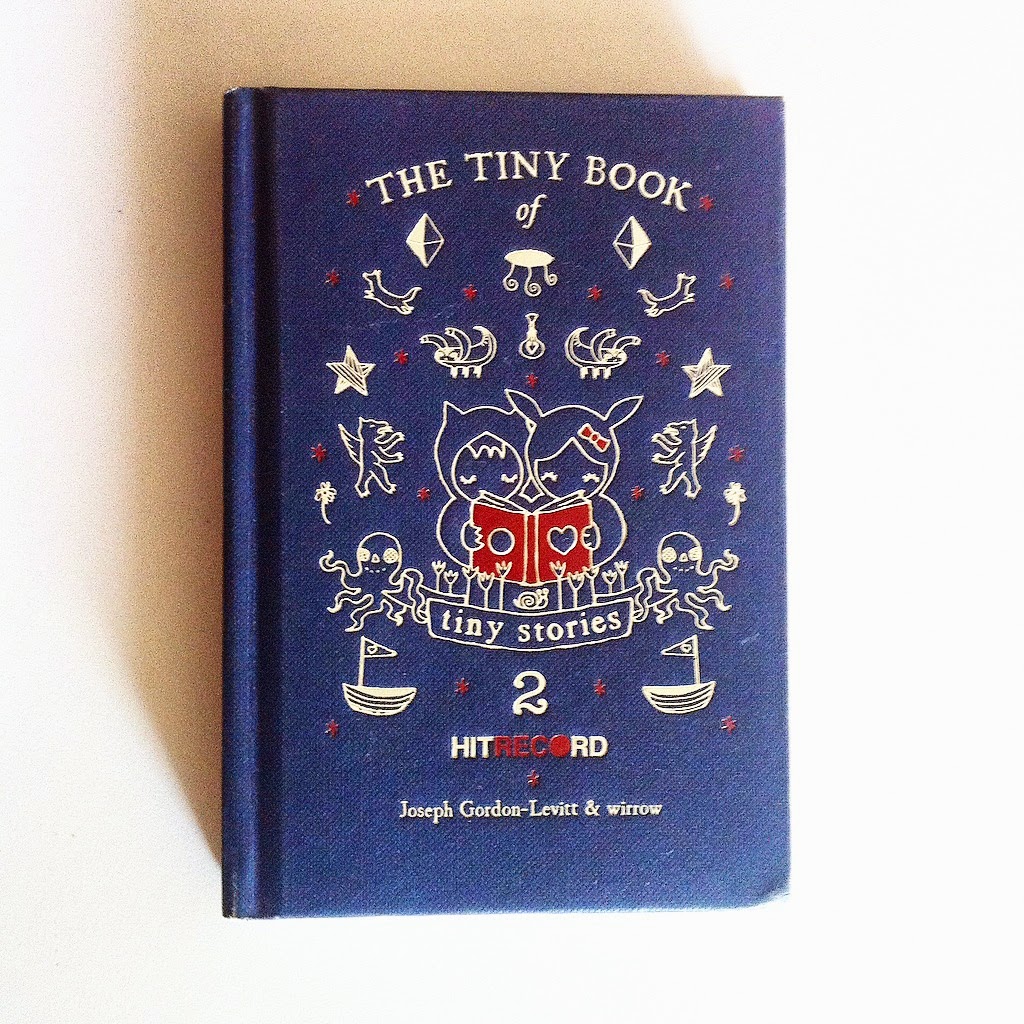 THE TINY BOOK
of
tiny stories
2
HITRECORD
Joseph Gordon-Levitt & wirrow